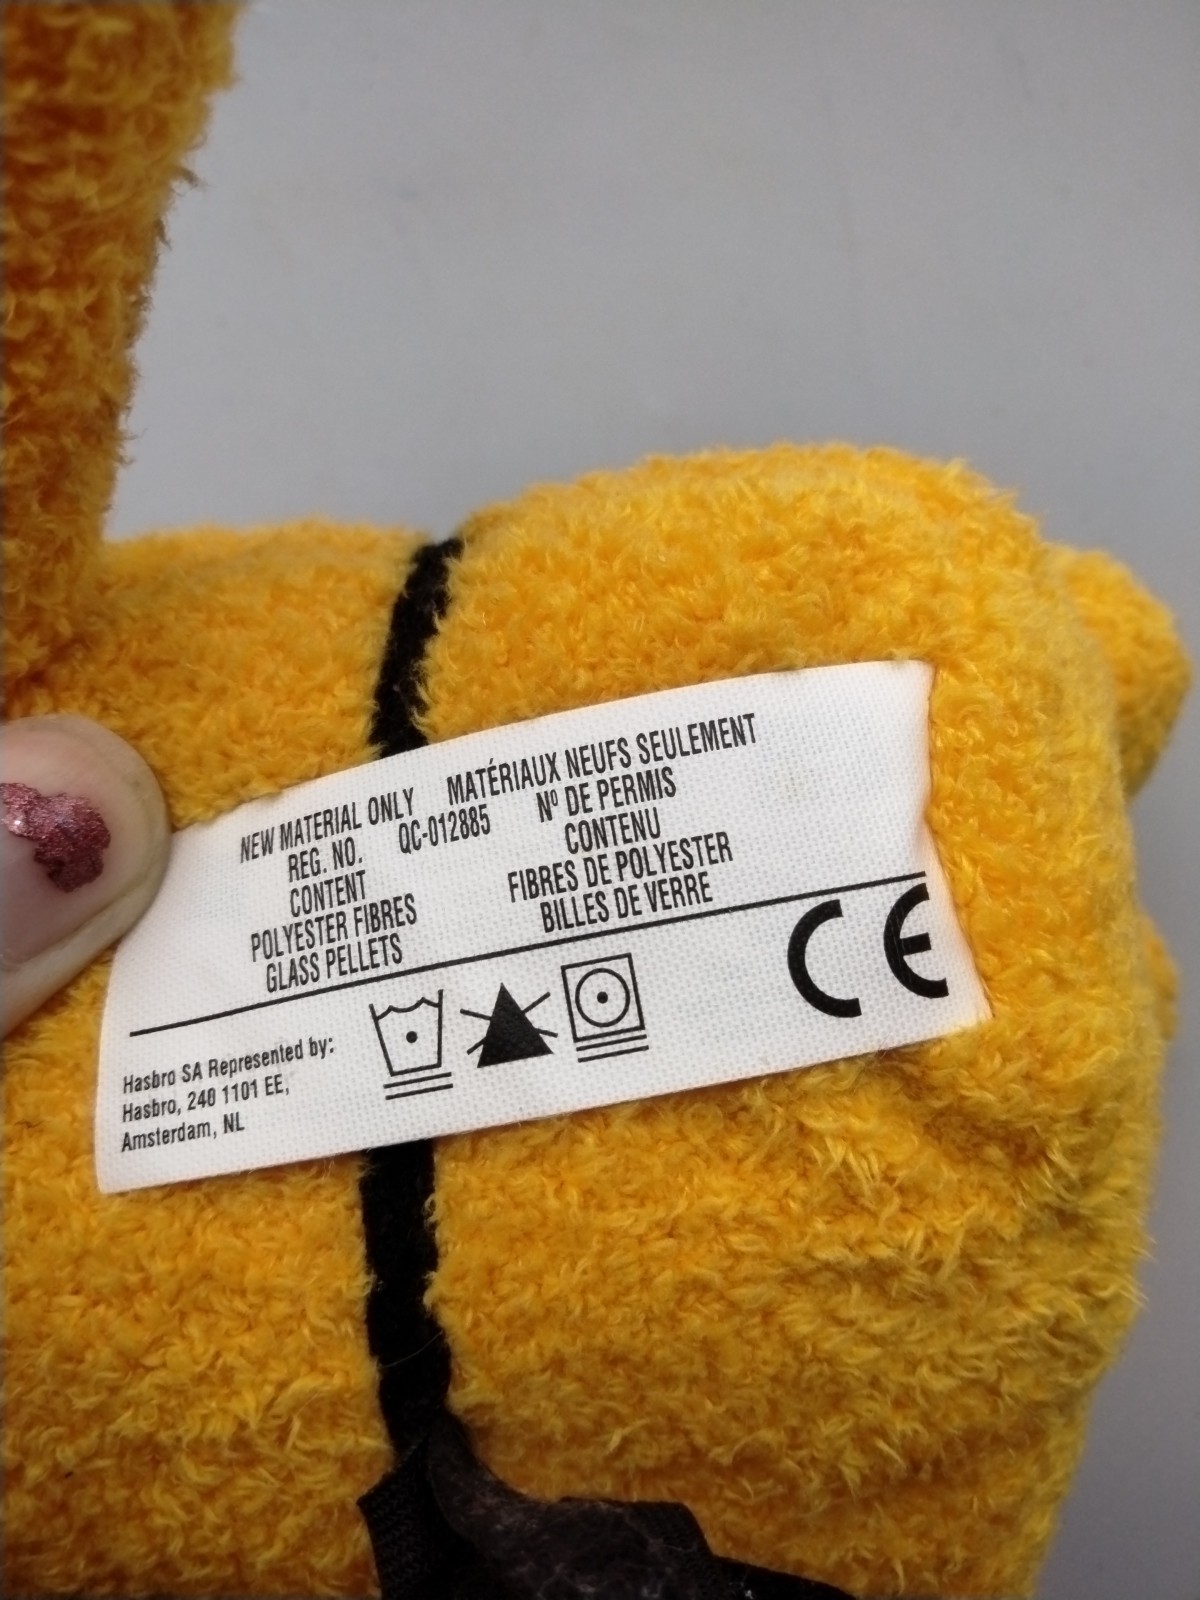 NEW MATERIAL ONLY MATÉRIAUX NEUFS SEULEMENT
REG. NO. QC-012885 Nº DE PERMIS
CONTENT CONTENU
POLYESTER FIBRES FIBRES DE POLYESTER
GLASS PELLETS BILLES DE VERRE
Hasbro SA Represented by:
Hasbro, 240 1101 EE,
Amsterdam, NL
CE